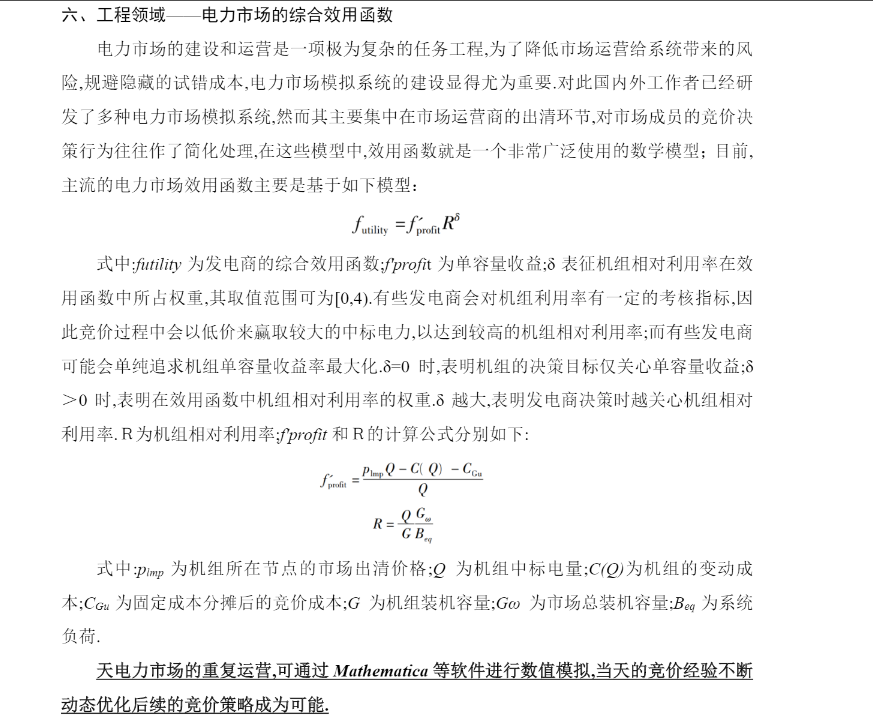 六、工程领域——电力市场的综合效用函数
电力市场的建设和运营是一项极为复杂的任务工程,为了降低市场运营给系统带来的风
险,规避隐藏的试错成本,电力市场模拟系统的建设显得尤为重要.对此国内外工作者已经研
发了多种电力市场模拟系统,然而其主要集中在市场运营商的出清环节,对市场成员的竞价决
策行为往往作了简化处理,在这些模型中,效用函数就是一个非常广泛使用的数学模型; 目前,
主流的电力市场效用函数主要是基于如下模型:
f_utility = f′_profit R^δ
式中:futility 为发电商的综合效用函数;f'profit 为单容量收益;δ 表征机组相对利用率在效
用函数中所占权重,其取值范围可为[0,4).有些发电商会对机组利用率有一定的考核指标,因
此竞价过程中会以低价来赢取较大的中标电力,以达到较高的机组相对利用率;而有些发电商
可能会单纯追求机组单容量收益率最大化.δ=0 时,表明机组的决策目标仅关心单容量收益;δ
＞0 时,表明在效用函数中机组相对利用率的权重.δ 越大,表明发电商决策时越关心机组相对
利用率.R为机组相对利用率;f'profit 和R的计算公式分别如下:
f′_profit = (p_lmp Q − C(Q) − C_Gu) / Q
R = (Q G_ω) / (G B_eq)
式中:p_lmp 为机组所在节点的市场出清价格;Q 为机组中标电量;C(Q)为机组的变动成
本;C_Gu 为固定成本分摊后的竞价成本;G 为机组装机容量;Gω 为市场总装机容量;B_eq 为系统
负荷.
天电力市场的重复运营,可通过 Mathematica 等软件进行数值模拟,当天的竞价经验不断
动态优化后续的竞价策略成为可能.